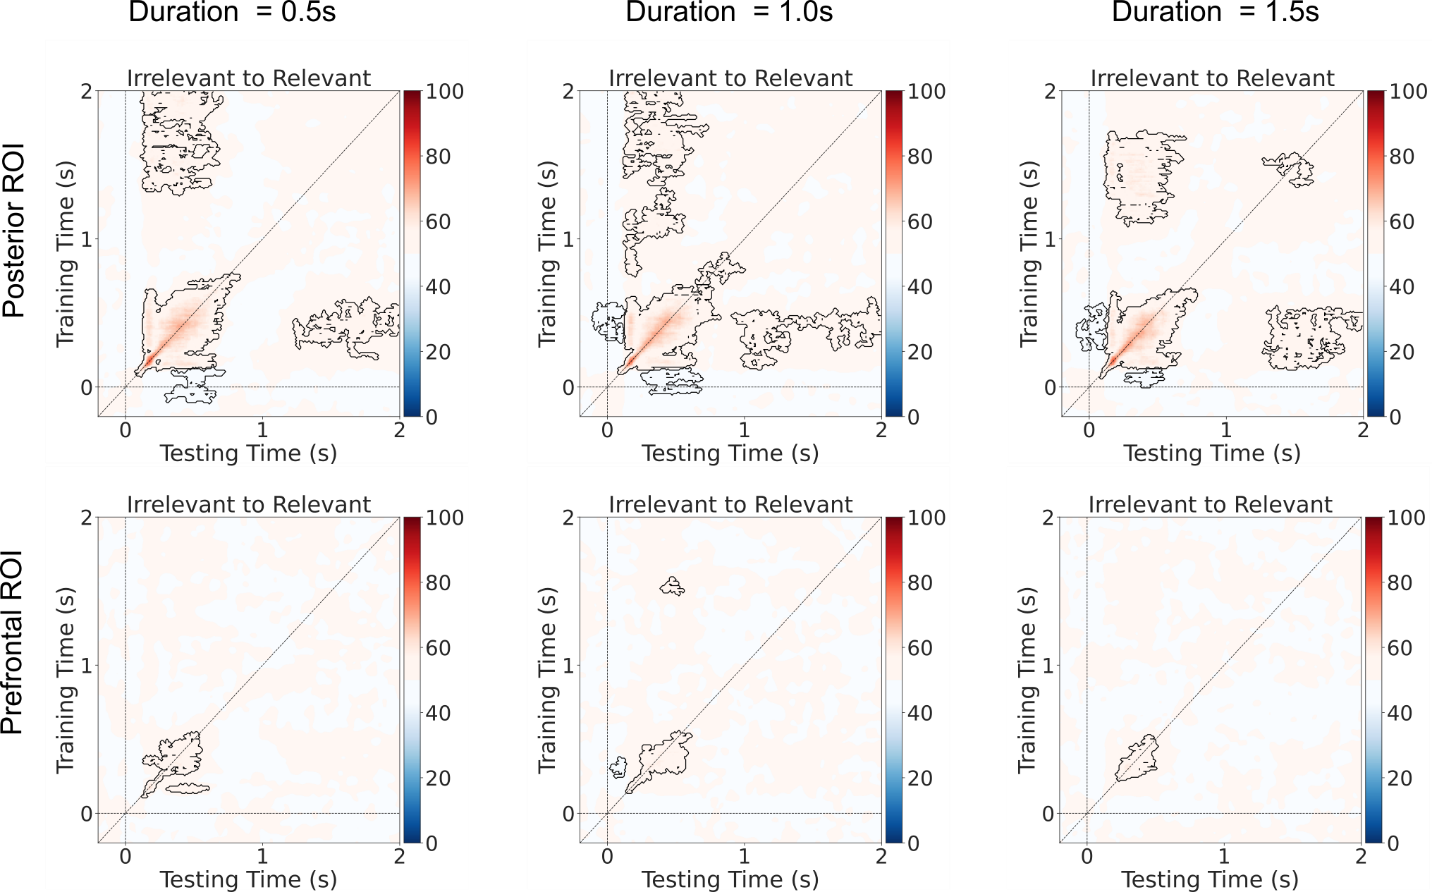 Duration = 0.5s
Duration = 1.0s
Duration = 1.5s
Posterior ROI
Irrelevant to Relevant
2
1
0
Training Time (s)
0 1 2
Testing Time (s)
100
80
60
40
20
0
Irrelevant to Relevant
2
1
0
Training Time (s)
0 1 2
Testing Time (s)
100
80
60
40
20
0
Irrelevant to Relevant
2
1
0
Training Time (s)
0 1 2
Testing Time (s)
100
80
60
40
20
0
Prefrontal ROI
Irrelevant to Relevant
2
1
0
Training Time (s)
0 1 2
Testing Time (s)
100
80
60
40
20
0
Irrelevant to Relevant
2
1
0
Training Time (s)
0 1 2
Testing Time (s)
100
80
60
40
20
0
Irrelevant to Relevant
2
1
0
Training Time (s)
0 1 2
Testing Time (s)
100
80
60
40
20
0